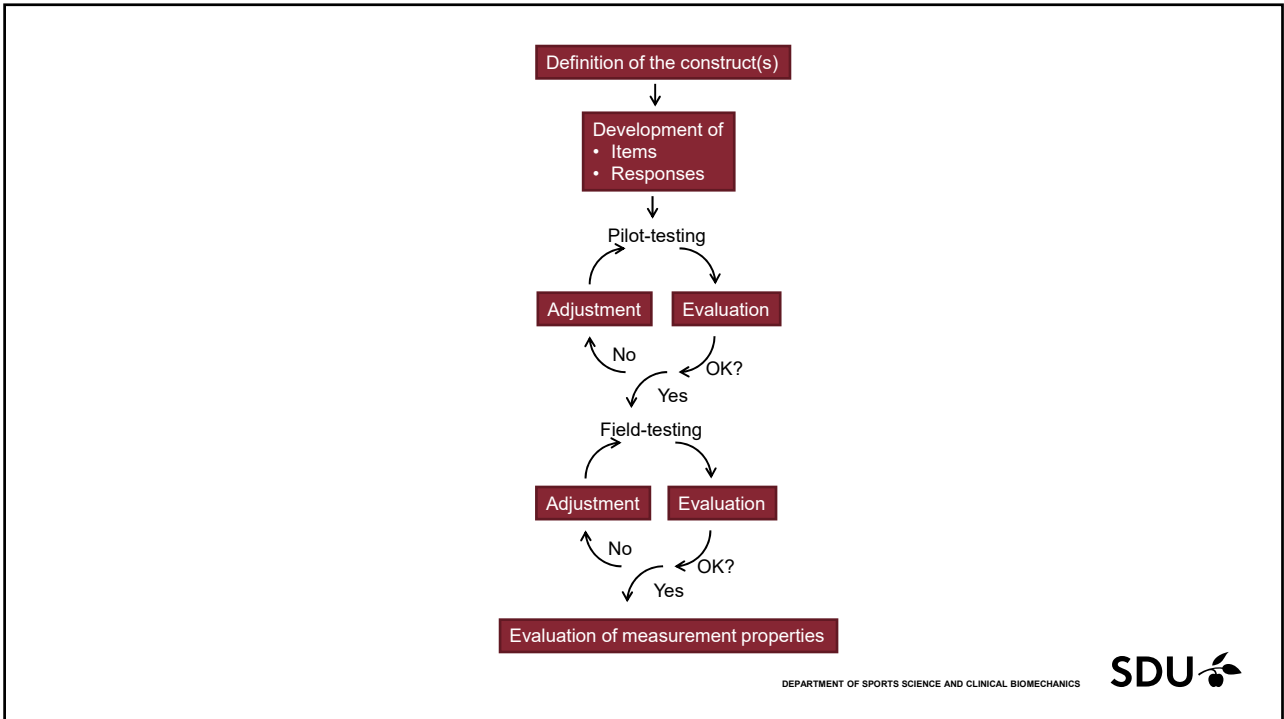 Definition of the construct(s)
Development of
• Items
• Responses
Pilot-testing
Adjustment
Evaluation
No
OK?
Yes
Field-testing
Adjustment
Evaluation
No
OK?
Yes
Evaluation of measurement properties
DEPARTMENT OF SPORTS SCIENCE AND CLINICAL BIOMECHANICS
SDU